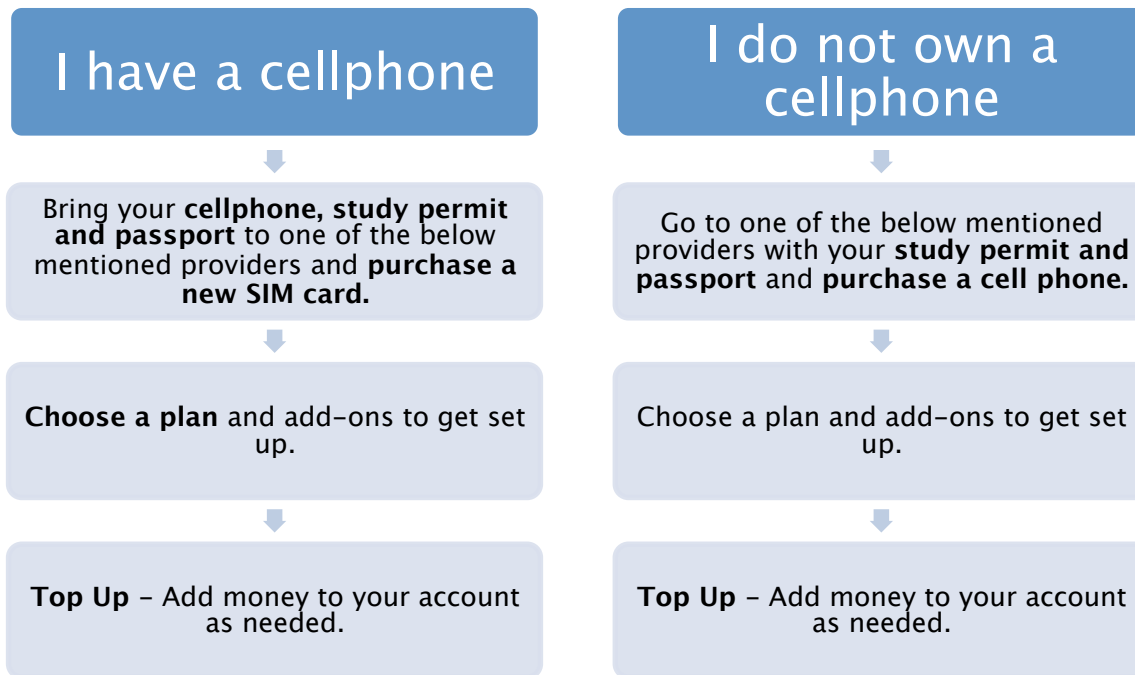 I have a cellphone
Bring your cellphone, study permit
and passport to one of the below
mentioned providers and purchase a
new SIM card.
Choose a plan and add-ons to get set
up.
Top Up – Add money to your account
as needed.
I do not own a
cellphone
Go to one of the below mentioned
providers with your study permit and
passport and purchase a cell phone.
Choose a plan and add-ons to get set
up.
Top Up – Add money to your account
as needed.